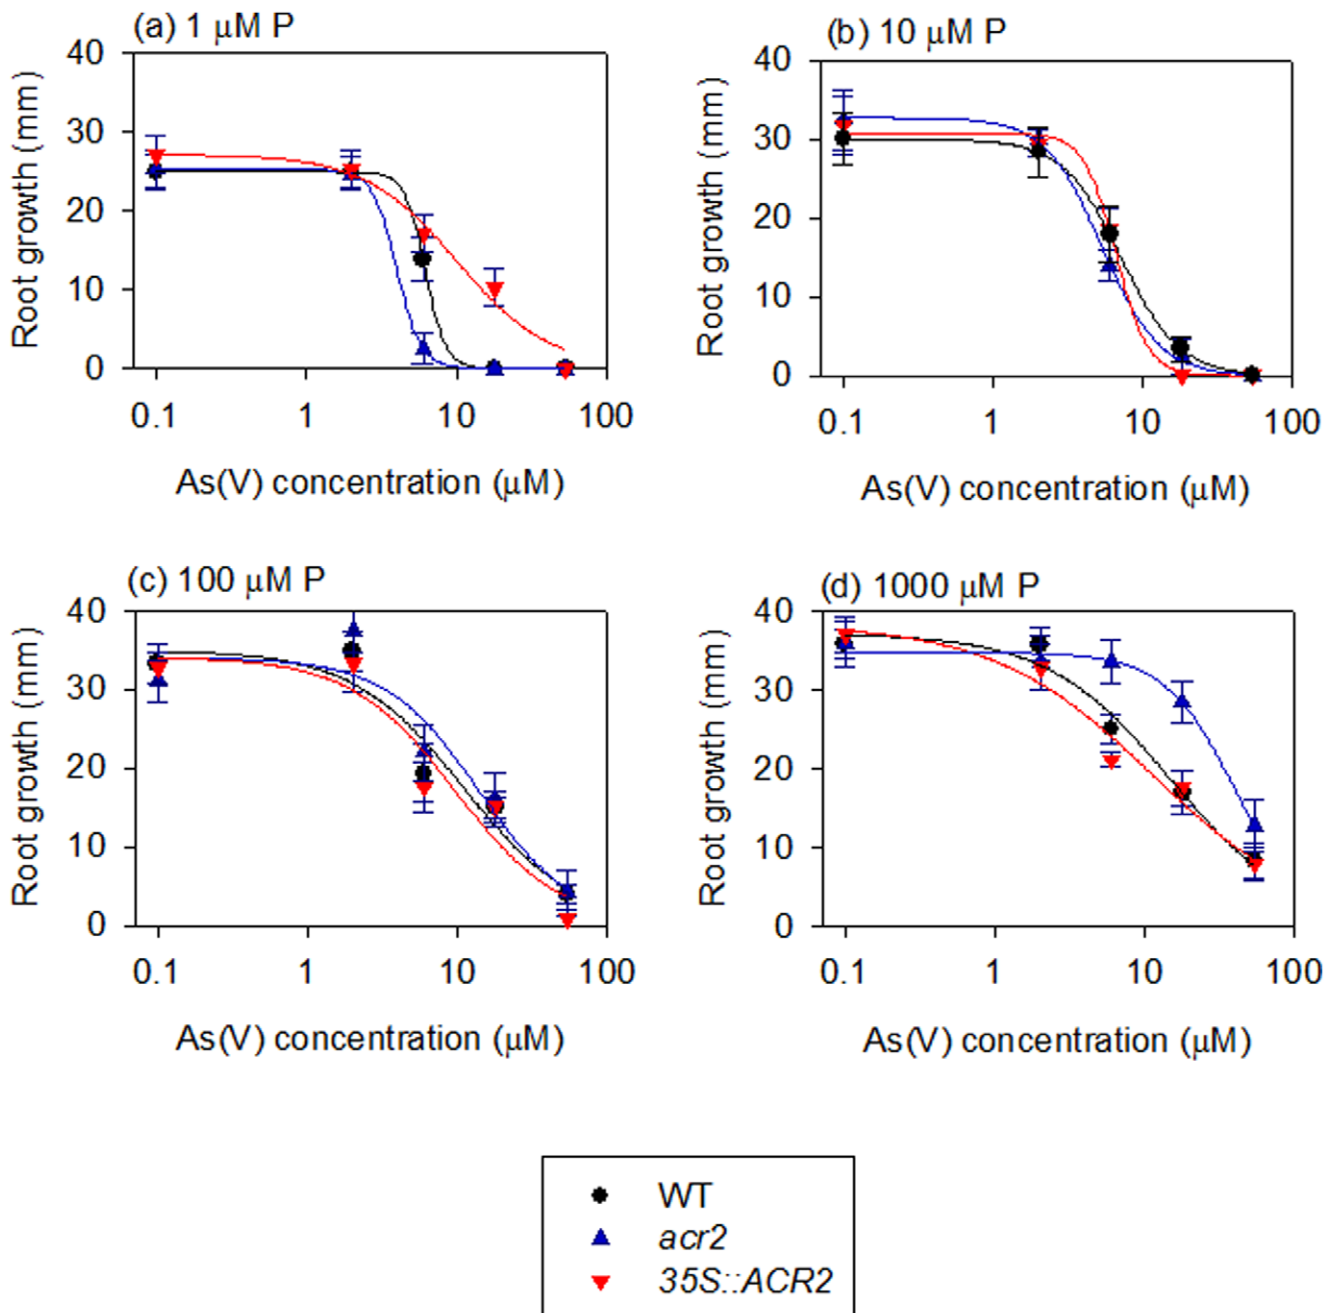 (a) 1 μM P
40
30
20
10
0
Root growth (mm)
0.1 1 10 100
As(V) concentration (μM)
(b) 10 μM P
40
30
20
10
0
Root growth (mm)
0.1 1 10 100
As(V) concentration (μM)
(c) 100 μM P
40
30
20
10
0
Root growth (mm)
0.1 1 10 100
As(V) concentration (μM)
(d) 1000 μM P
40
30
20
10
0
Root growth (mm)
0.1 1 10 100
As(V) concentration (μM)
WT
acr2
35S::ACR2